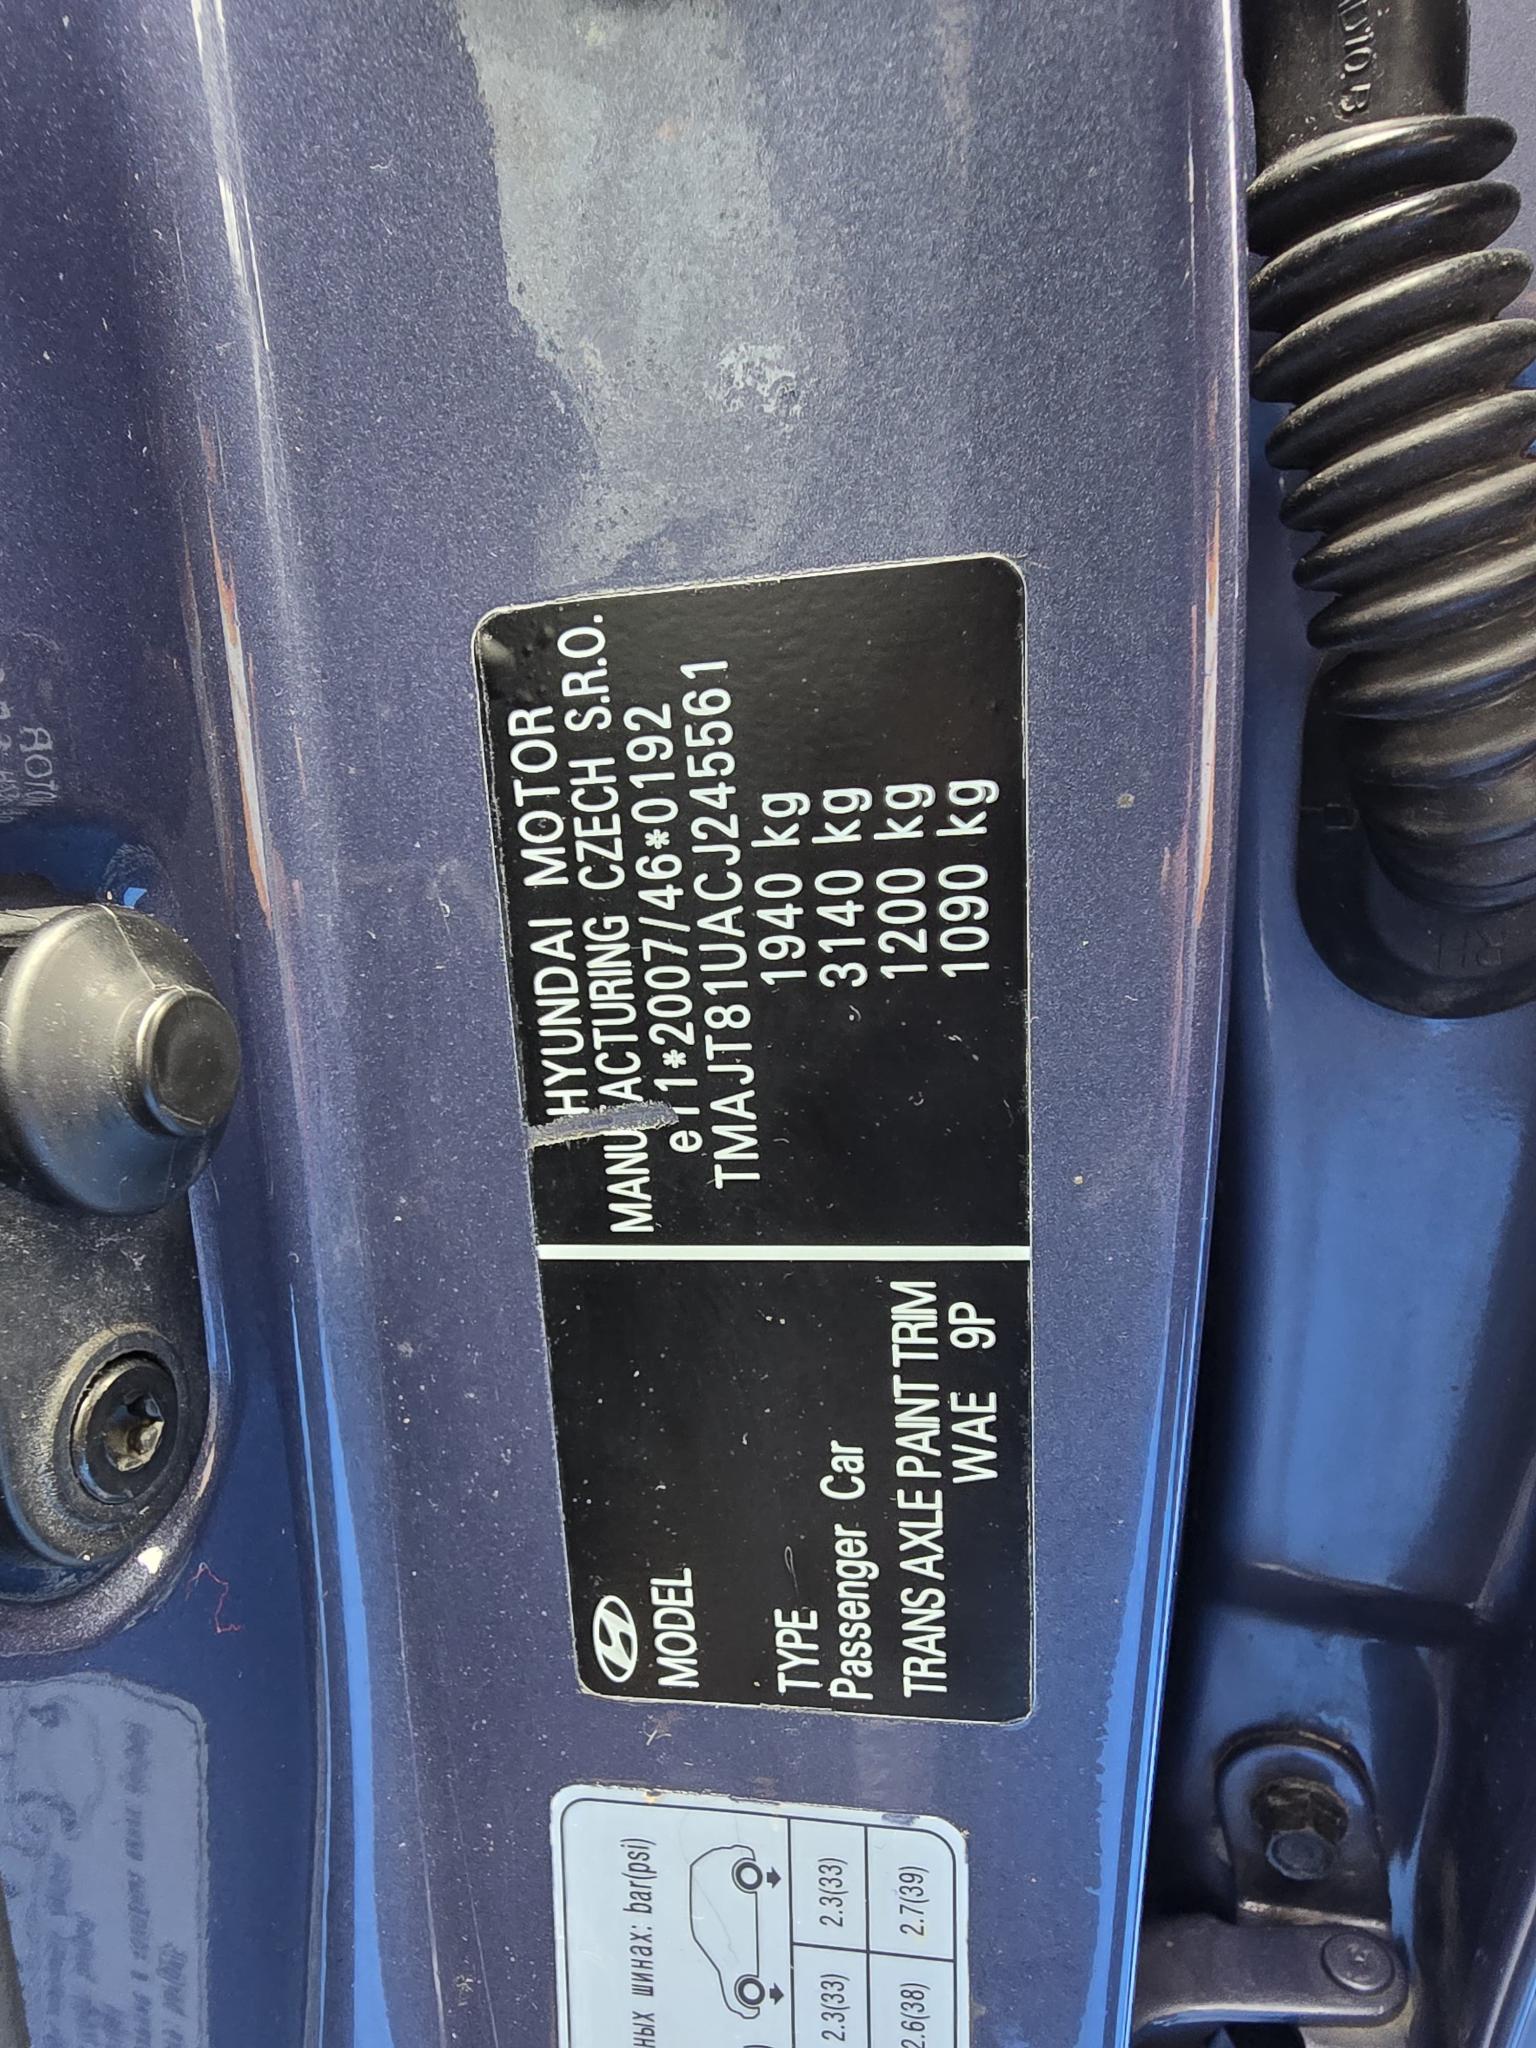 HYUNDAI MOTOR
MANUFACTURING CZECH S.R.O.
e11*2007/46*0192
TMAJT81UACJ245561
1940 kg
3140 kg
1200 kg
1090 kg
MODEL
TYPE
Passenger Car
TRANS AXLE PAINT TRIM
WAE 9P
шинах: bar(psi)
2.3(33) 2.3(33)
2.6(38) 2.7(39)
RH